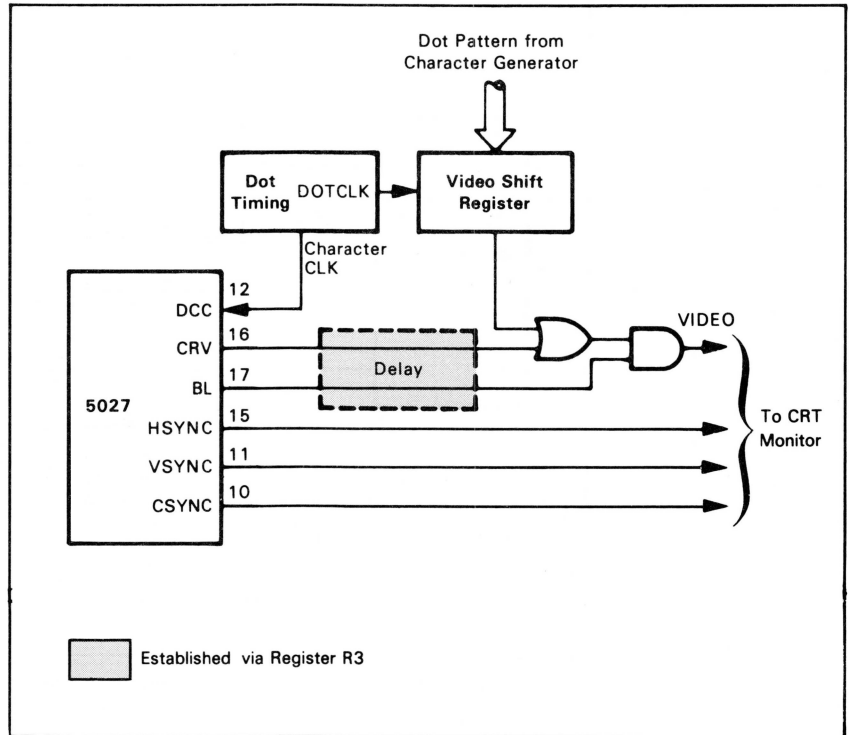 Dot Pattern from
Character Generator
Dot
Timing
DOTCLK
Video Shift
Register
Character
CLK
5027
DCC
12
CRV
16
BL
17
HSYNC
15
VSYNC
11
CSYNC
10
Delay
VIDEO
To CRT
Monitor
Established via Register R3